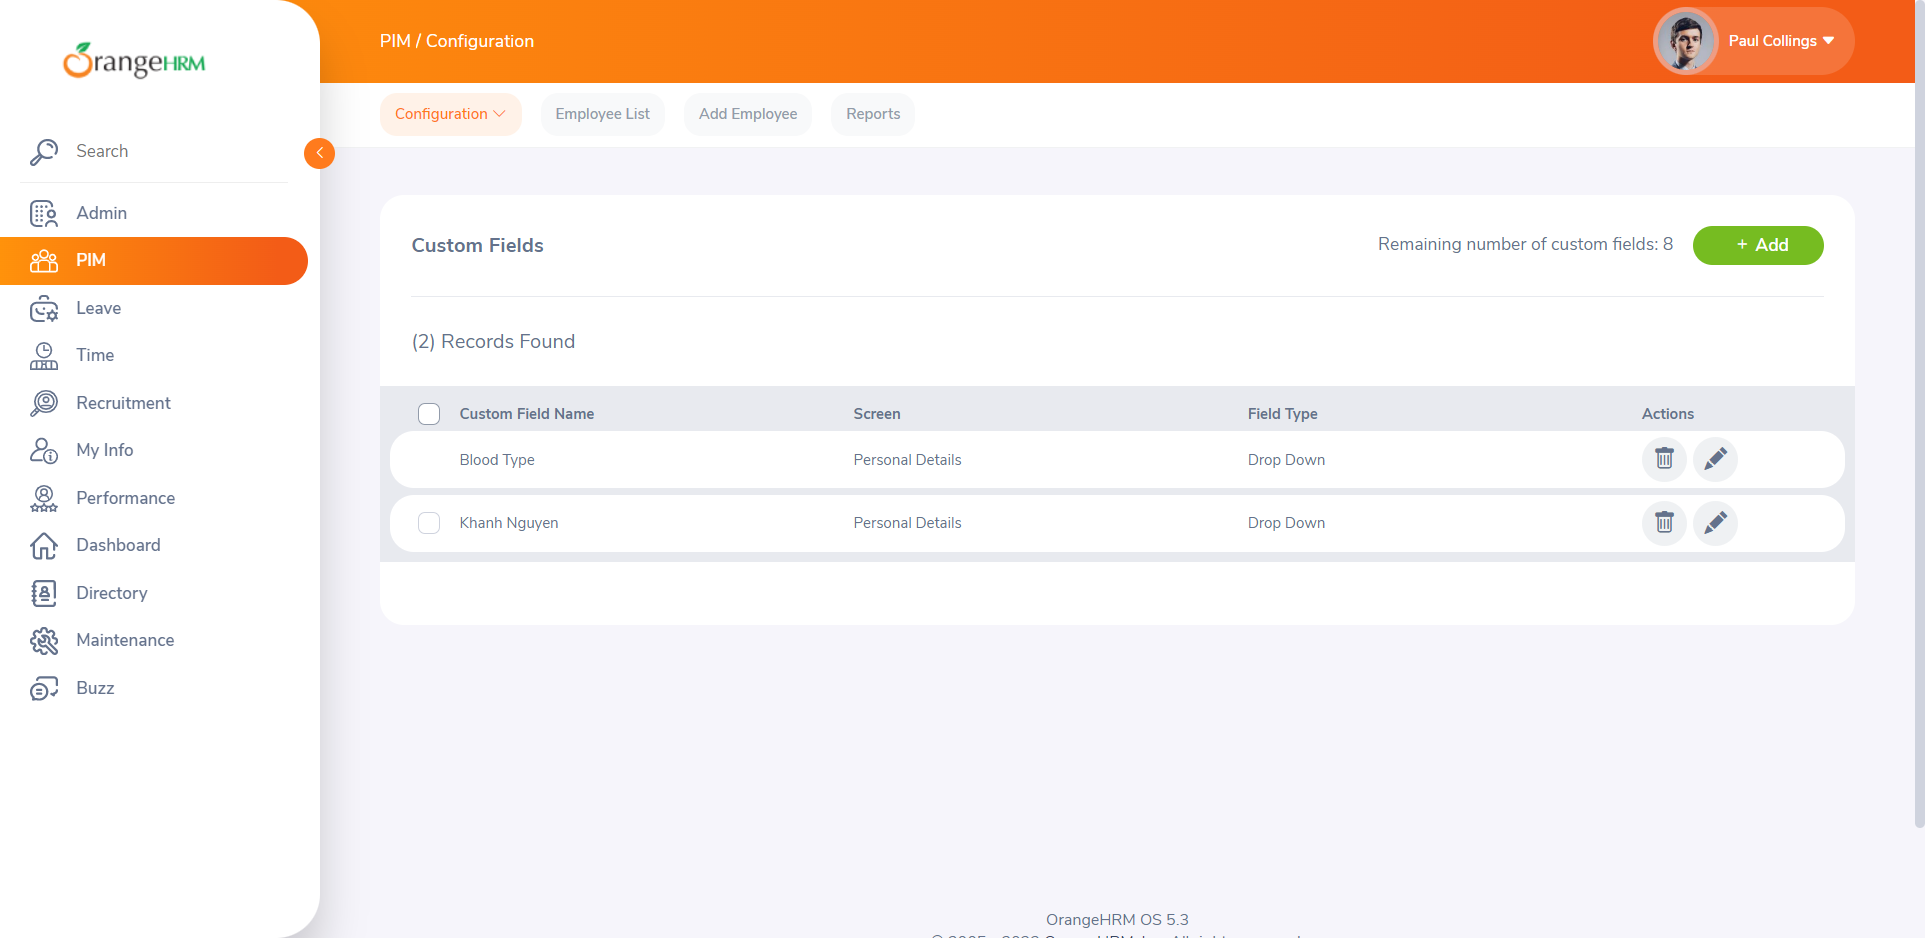 OrangeHRM
PIM / Configuration
Paul Collings
Configuration
Employee List
Add Employee
Reports
Search
Admin
PIM
Leave
Time
Recruitment
My Info
Performance
Dashboard
Directory
Maintenance
Buzz
Custom Fields
Remaining number of custom fields: 8
+ Add
(2) Records Found
Custom Field Name Screen Field Type Actions
Blood Type Personal Details Drop Down
Khanh Nguyen Personal Details Drop Down
OrangeHRM OS 5.3